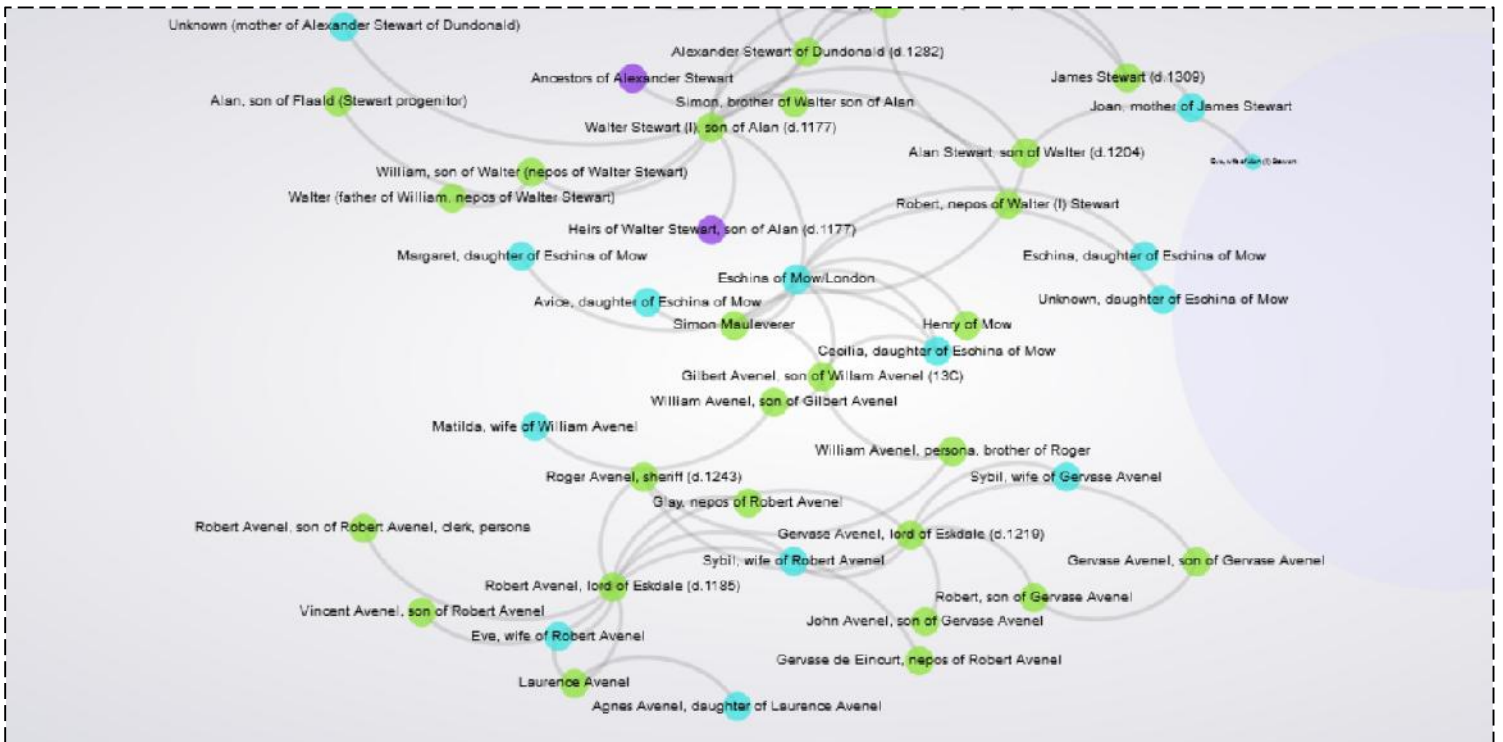 Unknown (mother of Alexander Stewart of Dundonald)
Alexander Stewart of Dundonald (d.1282)
Ancestors of Alexander Stewart
James Stewart (d.1309)
Alan, son of Flaald (Stewart progenitor)
Simon, brother of Walter son of Alan
Joan, mother of James Stewart
Walter Stewart (I), son of Alan (d.1177)
Alan Stewart, son of Walter (d.1204)
Eve, wife of Alan (I) Stewart
William, son of Walter (nepos of Walter Stewart)
Walter (father of William, nepos of Walter Stewart)
Robert, nepos of Walter (I) Stewart
Heirs of Walter Stewart, son of Alan (d.1177)
Margaret, daughter of Eschina of Mow
Eschina, daughter of Eschina of Mow
Eschina of Mow/London
Avice, daughter of Eschina of Mow
Unknown, daughter of Eschina of Mow
Simon Mauleverer
Henry of Mow
Cecilia, daughter of Eschina of Mow
Gilbert Avenel, son of Willam Avenel (13C)
William Avenel, son of Gilbert Avenel
Matilda, wife of William Avenel
William Avenel, persona, brother of Roger
Roger Avenel, sheriff (d.1243)
Sybil, wife of Gervase Avenel
Glay, nepos of Robert Avenel
Robert Avenel, son of Robert Avenel, clerk, persona
Gervase Avenel, lord of Eskdale (d.1219)
Sybil, wife of Robert Avenel
Gervase Avenel, son of Gervase Avenel
Robert Avenel, lord of Eskdale (d.1185)
Robert, son of Gervase Avenel
Vincent Avenel, son of Robert Avenel
John Avenel, son of Gervase Avenel
Eve, wife of Robert Avenel
Gervase de Eincurt, nepos of Robert Avenel
Laurence Avenel
Agnes Avenel, daughter of Laurence Avenel